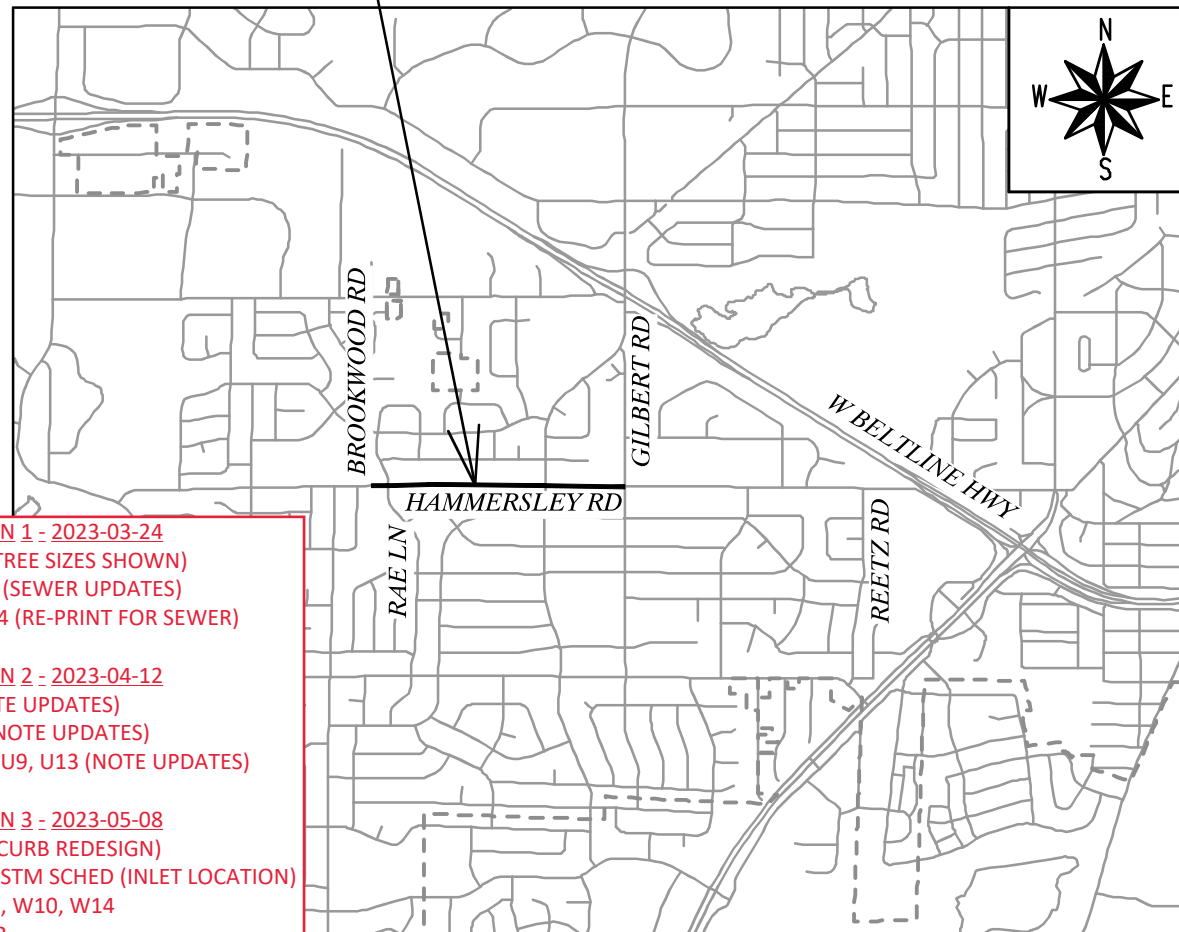 N
W E
S
BROOKWOOD RD
GILBERT RD
W BELTLINE HWY
HAMMERSLEY RD
RAE LN
REETZ RD
N 1 - 2023-03-24
TREE SIZES SHOWN)
(SEWER UPDATES)
4 (RE-PRINT FOR SEWER)
N 2 - 2023-04-12
TE UPDATES)
NOTE UPDATES)
U9, U13 (NOTE UPDATES)
N 3 - 2023-05-08
CURB REDESIGN)
STM SCHED (INLET LOCATION)
, W10, W14